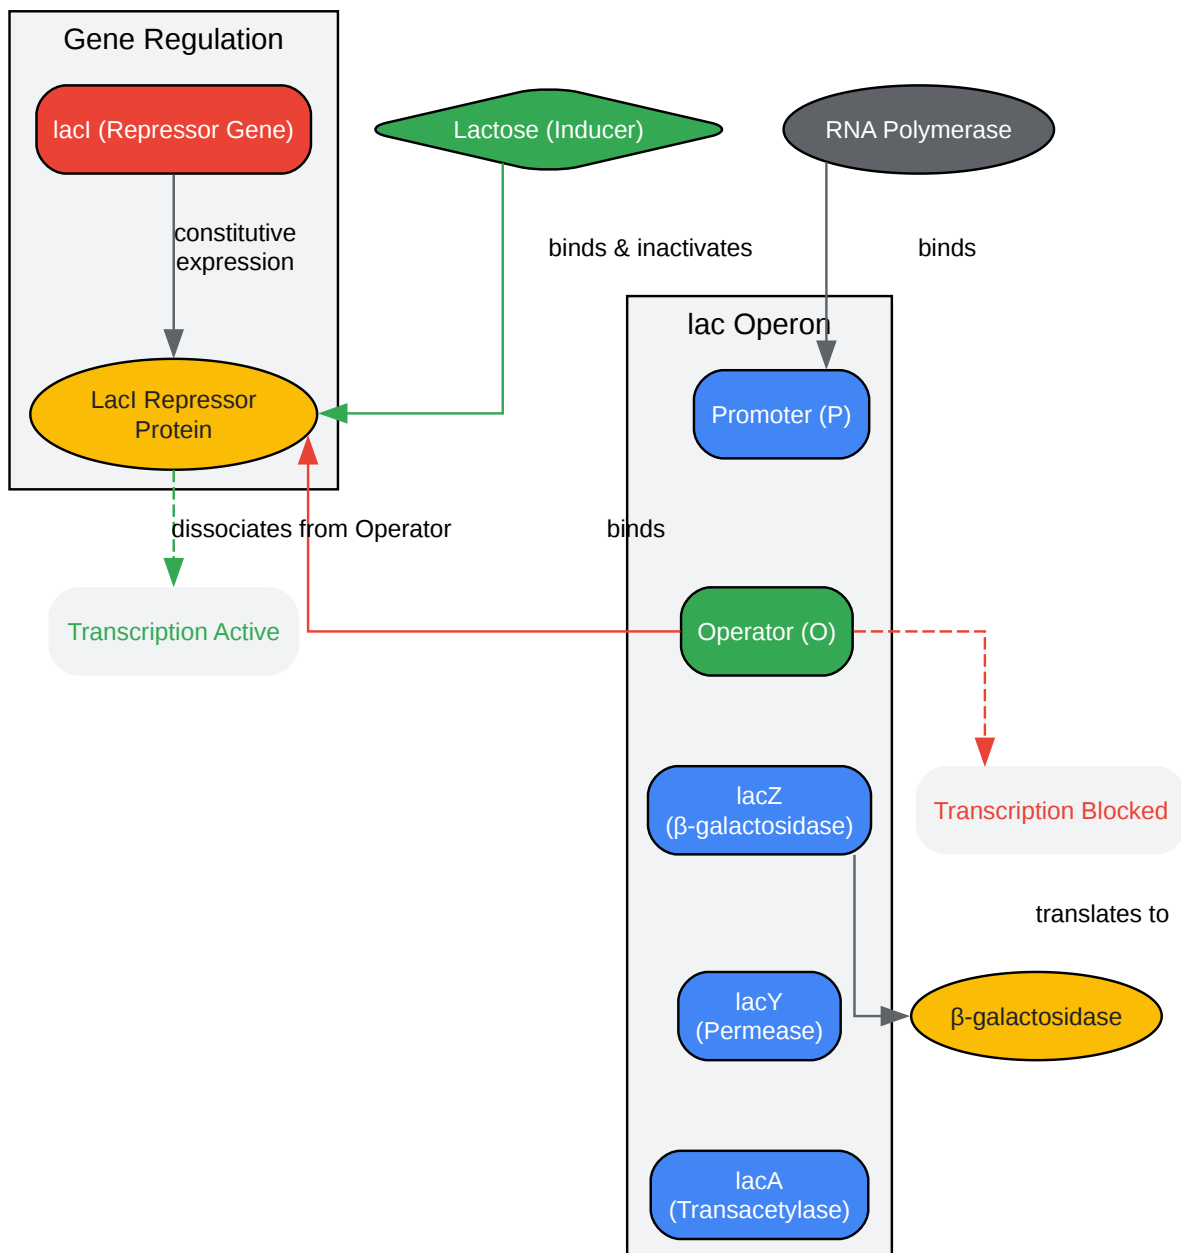 Gene Regulation
lacI (Repressor Gene)
Lactose (Inducer)
RNA Polymerase
constitutive
expression
binds & inactivates
binds
lac Operon
LacI Repressor
Protein
Promoter (P)
dissociates from Operator
binds
Transcription Active
Operator (O)
lacZ
(β-galactosidase)
Transcription Blocked
translates to
lacY
(Permease)
β-galactosidase
lacA
(Transacetylase)